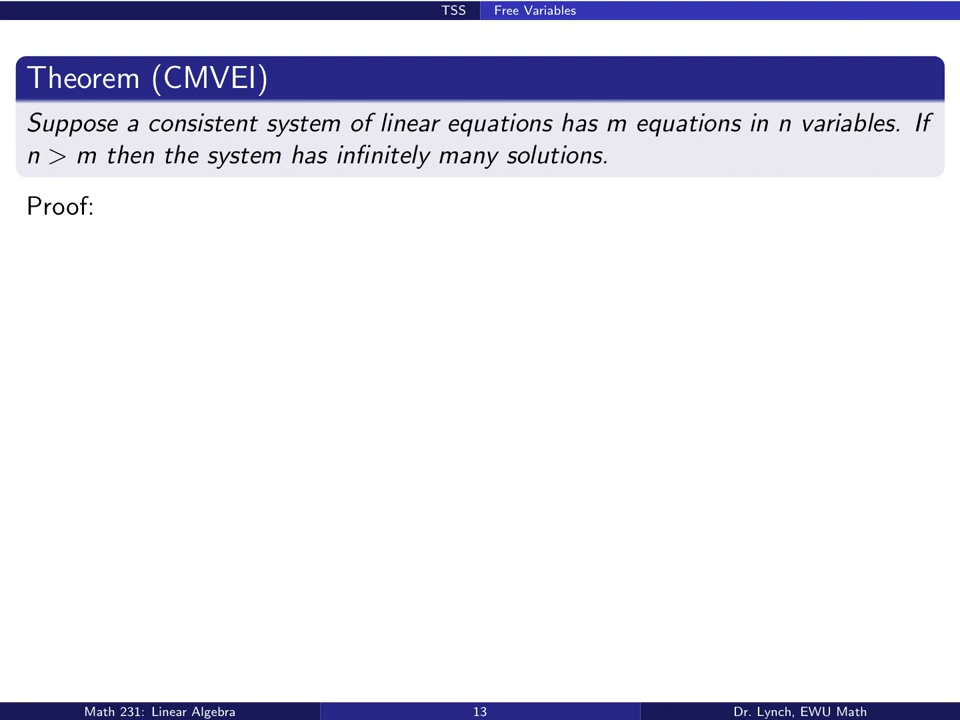 TSS Free Variables
Theorem (CMVEI)
Suppose a consistent system of linear equations has m equations in n variables. If
n > m then the system has infinitely many solutions.
Proof:
Math 231: Linear Algebra 13 Dr. Lynch, EWU Math